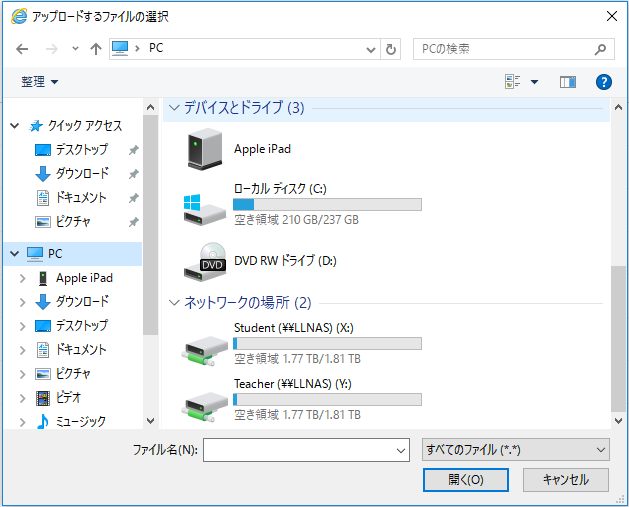 アップロードするファイルの選択
PC
PCの検索
整理
クイック アクセス
デスクトップ
ダウンロード
ドキュメント
ピクチャ
PC
Apple iPad
ダウンロード
デスクトップ
ドキュメント
ピクチャ
ビデオ
ミュージック
デバイスとドライブ (3)
Apple iPad
ローカル ディスク (C:)
空き領域 210 GB/237 GB
DVD
DVD RW ドライブ (D:)
ネットワークの場所 (2)
Student (¥¥LLNAS) (X:)
空き領域 1.77 TB/1.81 TB
Teacher (¥¥LLNAS) (Y:)
空き領域 1.77 TB/1.81 TB
ファイル名(N):
すべてのファイル (*.*)
開く(O)
キャンセル